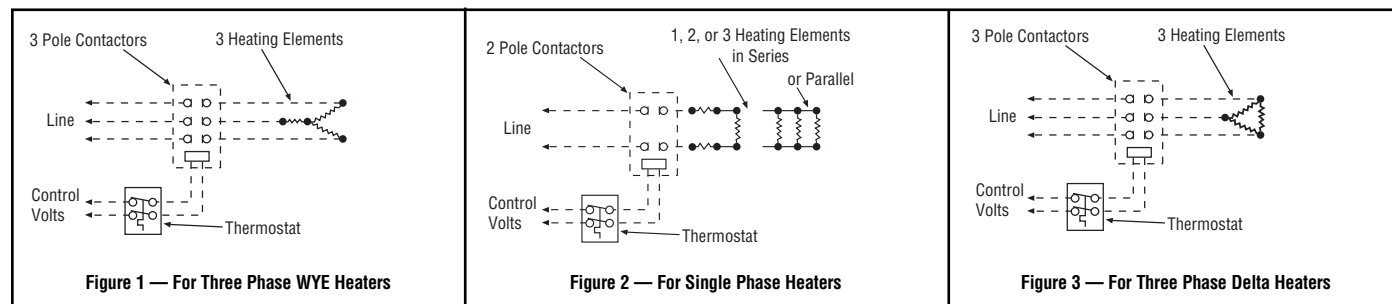 3 Pole Contactors
3 Heating Elements
Line
Control
Volts
Thermostat
Figure 1 — For Three Phase WYE Heaters
2 Pole Contactors
1, 2, or 3 Heating Elements
in Series
or Parallel
Line
Control
Volts
Thermostat
Figure 2 — For Single Phase Heaters
3 Pole Contactors
3 Heating Elements
Line
Control
Volts
Thermostat
Figure 3 — For Three Phase Delta Heaters